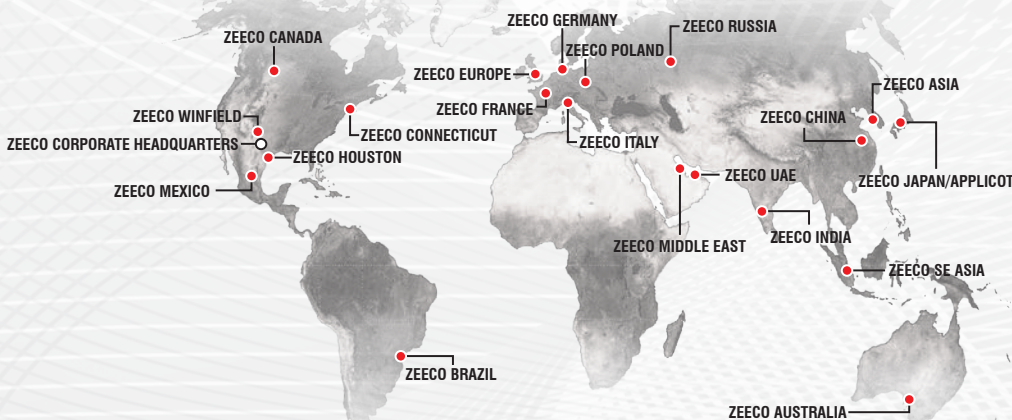 ZEECO GERMANY
ZEECO RUSSIA
ZEECO CANADA
ZEECO POLAND
ZEECO EUROPE
ZEECO ASIA
ZEECO FRANCE
ZEECO WINFIELD
ZEECO CHINA
ZEECO CONNECTICUT
ZEECO CORPORATE HEADQUARTERS
ZEECO ITALY
ZEECO HOUSTON
ZEECO UAE
ZEECO JAPAN/APPLICOT
ZEECO MEXICO
ZEECO INDIA
ZEECO MIDDLE EAST
ZEECO SE ASIA
ZEECO BRAZIL
ZEECO AUSTRALIA